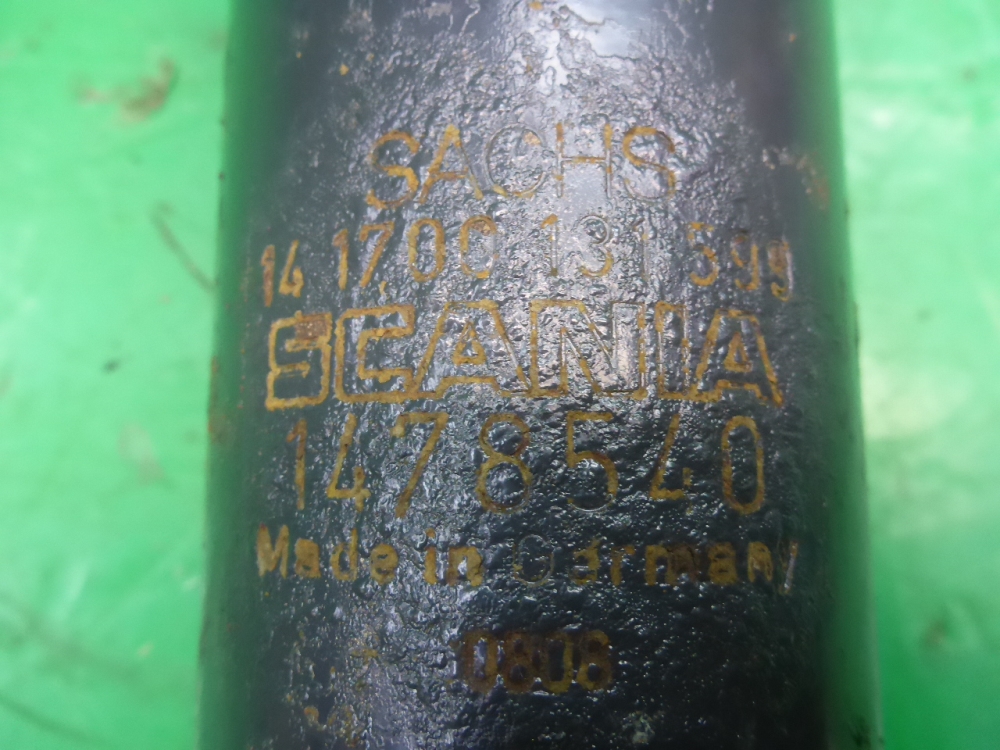 SACHS
14 1700 131 599
SCANIA
1478540
Made in Germany
0808